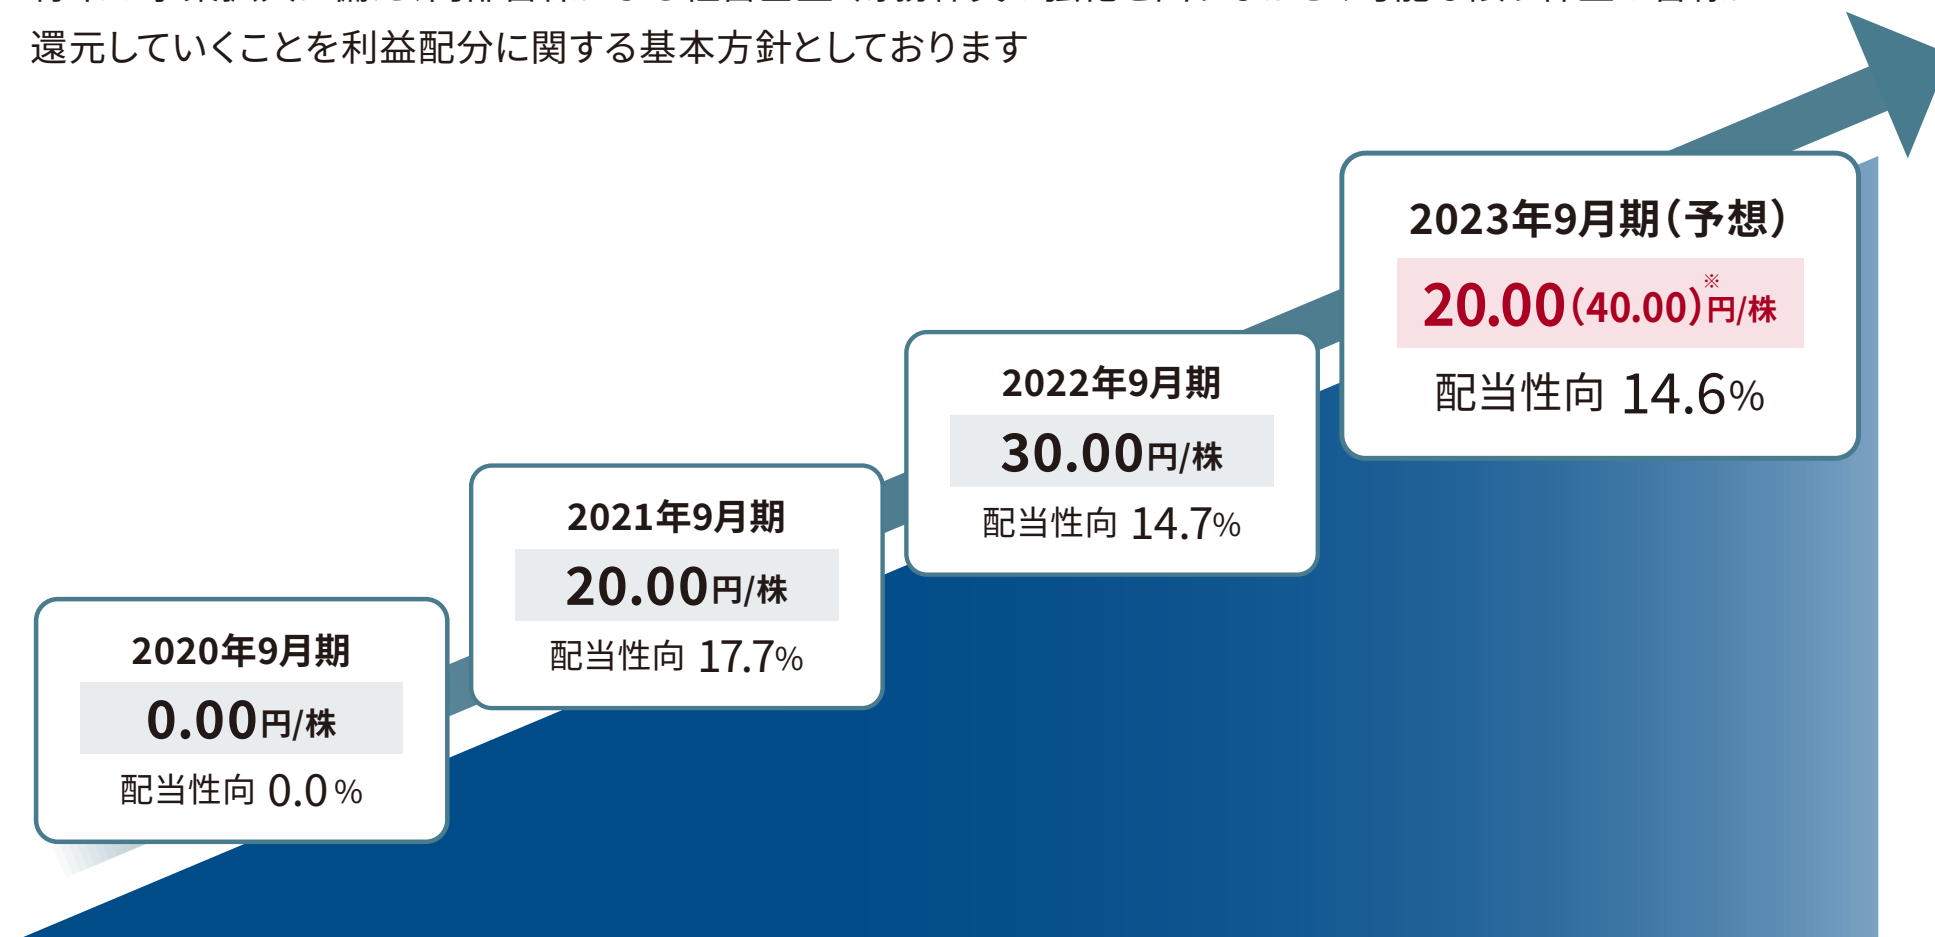 還元していくことを利益配分に関する基本方針としております
2023年9月期(予想)
20.00(40.00)※円/株
配当性向 14.6%
2022年9月期
30.00円/株
配当性向 14.7%
2021年9月期
20.00円/株
配当性向 17.7%
2020年9月期
0.00円/株
配当性向 0.0%